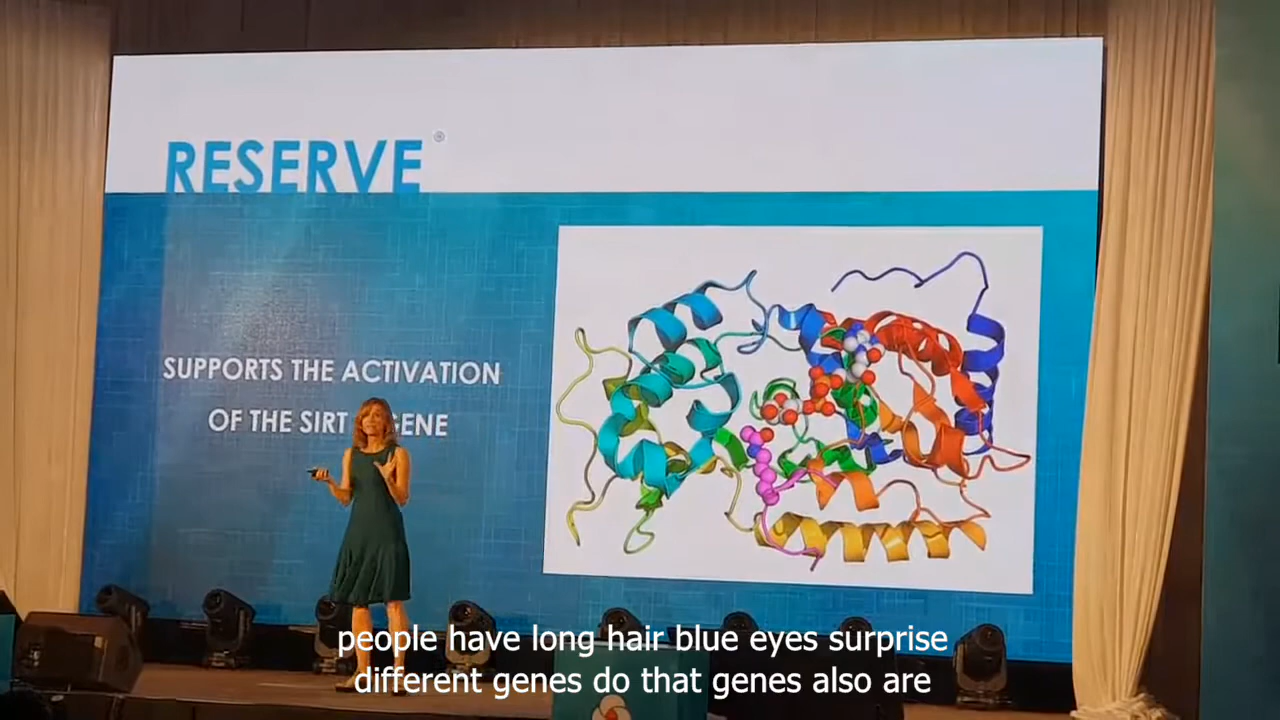 RESERVE
®
SUPPORTS THE ACTIVATION
OF THE SIRT GENE
people have long hair blue eyes surprise
different genes do that genes also are